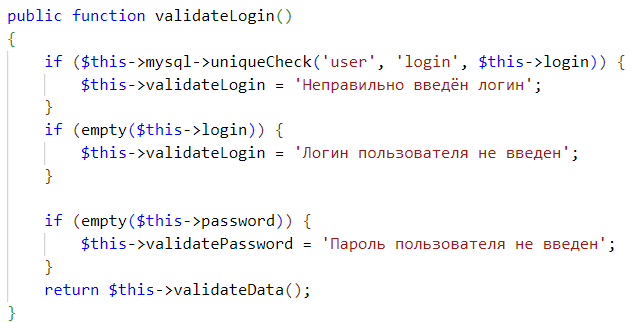 public function validateLogin()
{
    if ($this->mysql->uniqueCheck('user', 'login', $this->login)) {
        $this->validateLogin = 'Неправильно введён логин';
    }
    if (empty($this->login)) {
        $this->validateLogin = 'Логин пользователя не введен';
    }

    if (empty($this->password)) {
        $this->validatePassword = 'Пароль пользователя не введен';
    }
    return $this->validateData();
}